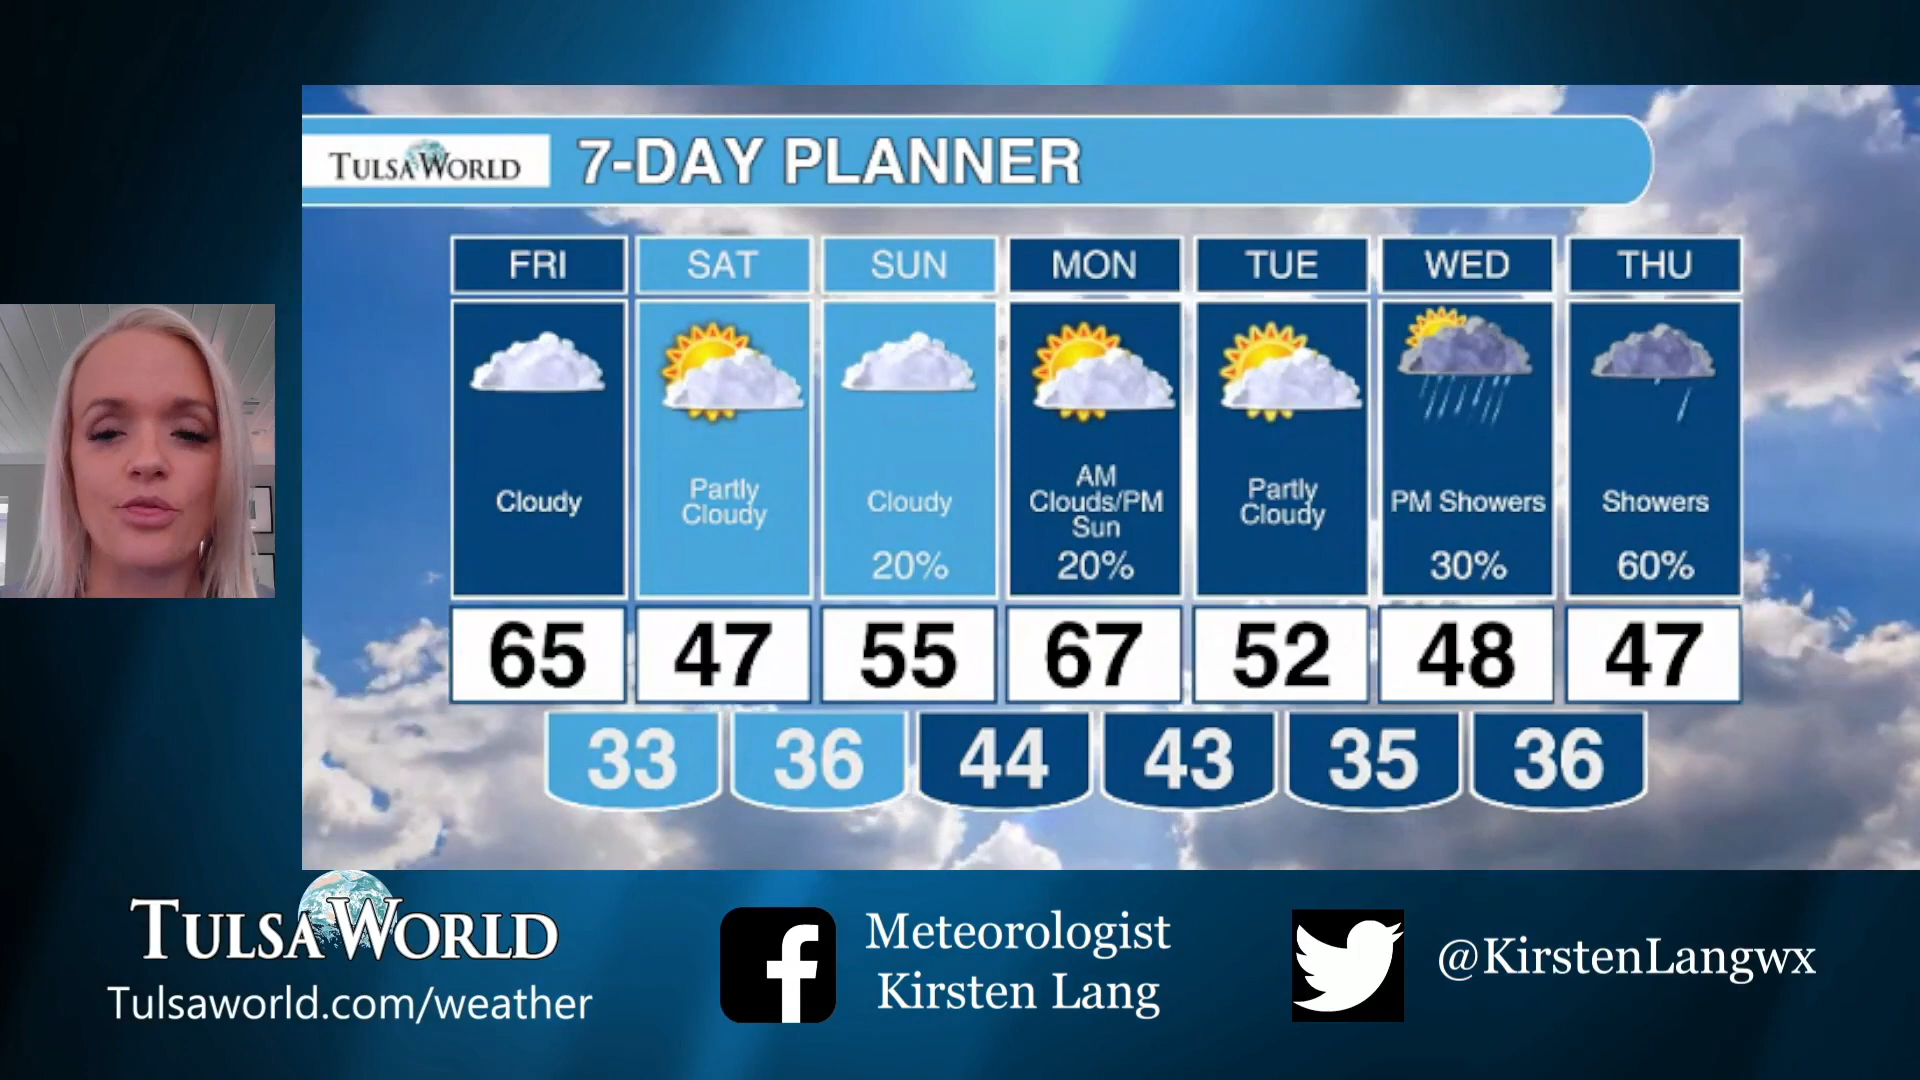 TULSA WORLD
7-DAY PLANNER
FRI
SAT
SUN
MON
TUE
WED
THU
Cloudy
Partly
Cloudy
Cloudy
20%
AM
Clouds/PM
Sun
20%
Partly
Cloudy
PM Showers
30%
Showers
60%
65
47
55
67
52
48
47
33
36
44
43
35
36
TULSA WORLD
Tulsaworld.com/weather
f
Meteorologist
Kirsten Lang
@KirstenLangwx